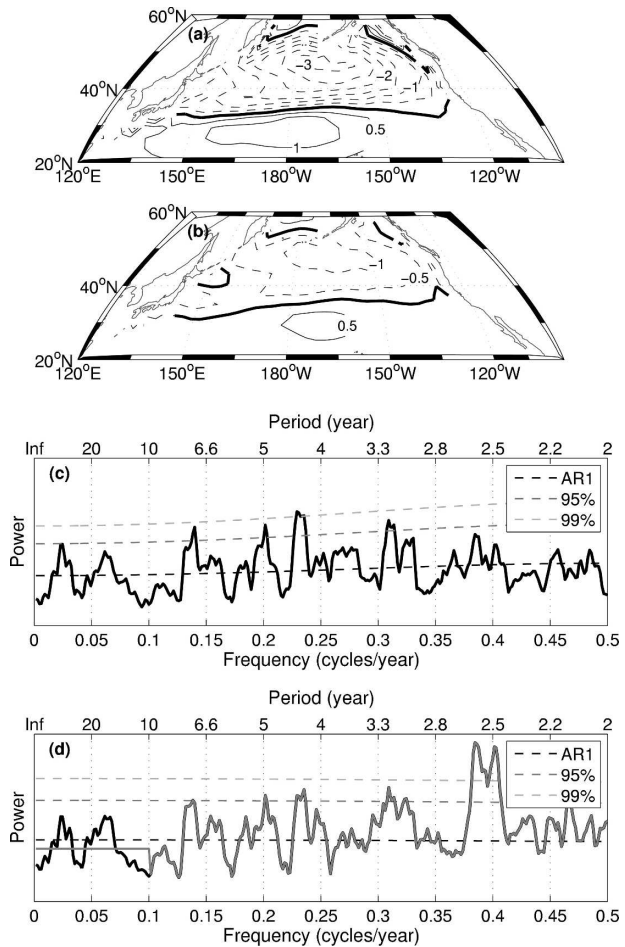 60°N
(a)
−3
−2
−1
40°N
0.5
1
20°N
120°E 150°E 180°W 150°W 120°W
60°N
(b)
−1
−0.5
40°N
0.5
20°N
120°E 150°E 180°W 150°W 120°W
Period (year)
Inf 20 10 6.6 5 4 3.3 2.8 2.5 2.2 2
(c)
AR1
95%
99%
Power
0 0.05 0.1 0.15 0.2 0.25 0.3 0.35 0.4 0.45 0.5
Frequency (cycles/year)
Period (year)
Inf 20 10 6.6 5 4 3.3 2.8 2.5 2.2 2
(d)
AR1
95%
99%
Power
0 0.05 0.1 0.15 0.2 0.25 0.3 0.35 0.4 0.45 0.5
Frequency (cycles/year)